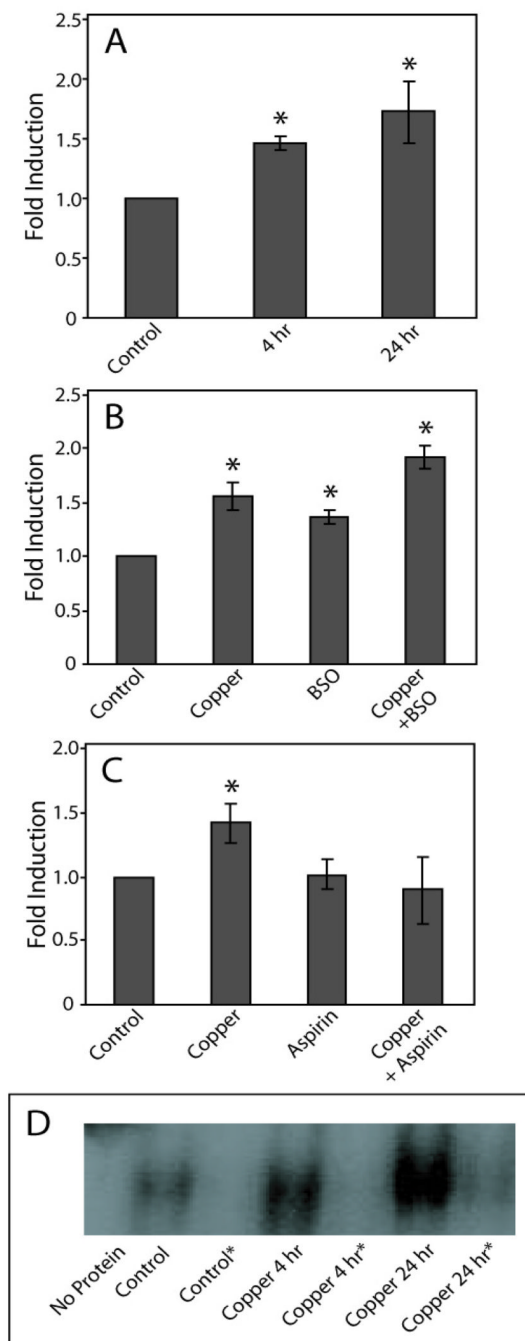 A
Fold Induction
2.5
2.0
1.5
1.0
0.5
0
*
*
Control
4 hr
24 hr
B
Fold Induction
2.5
2.0
1.5
1.0
0.5
0
*
*
*
Control
Copper
BSO
Copper
+BSO
C
Fold Induction
2.0
1.5
1.0
0.5
0
*
Control
Copper
Aspirin
Copper
+ Aspirin
D
No Protein
Control
Control*
Copper 4 hr
Copper 4 hr*
Copper 24 hr
Copper 24 hr*